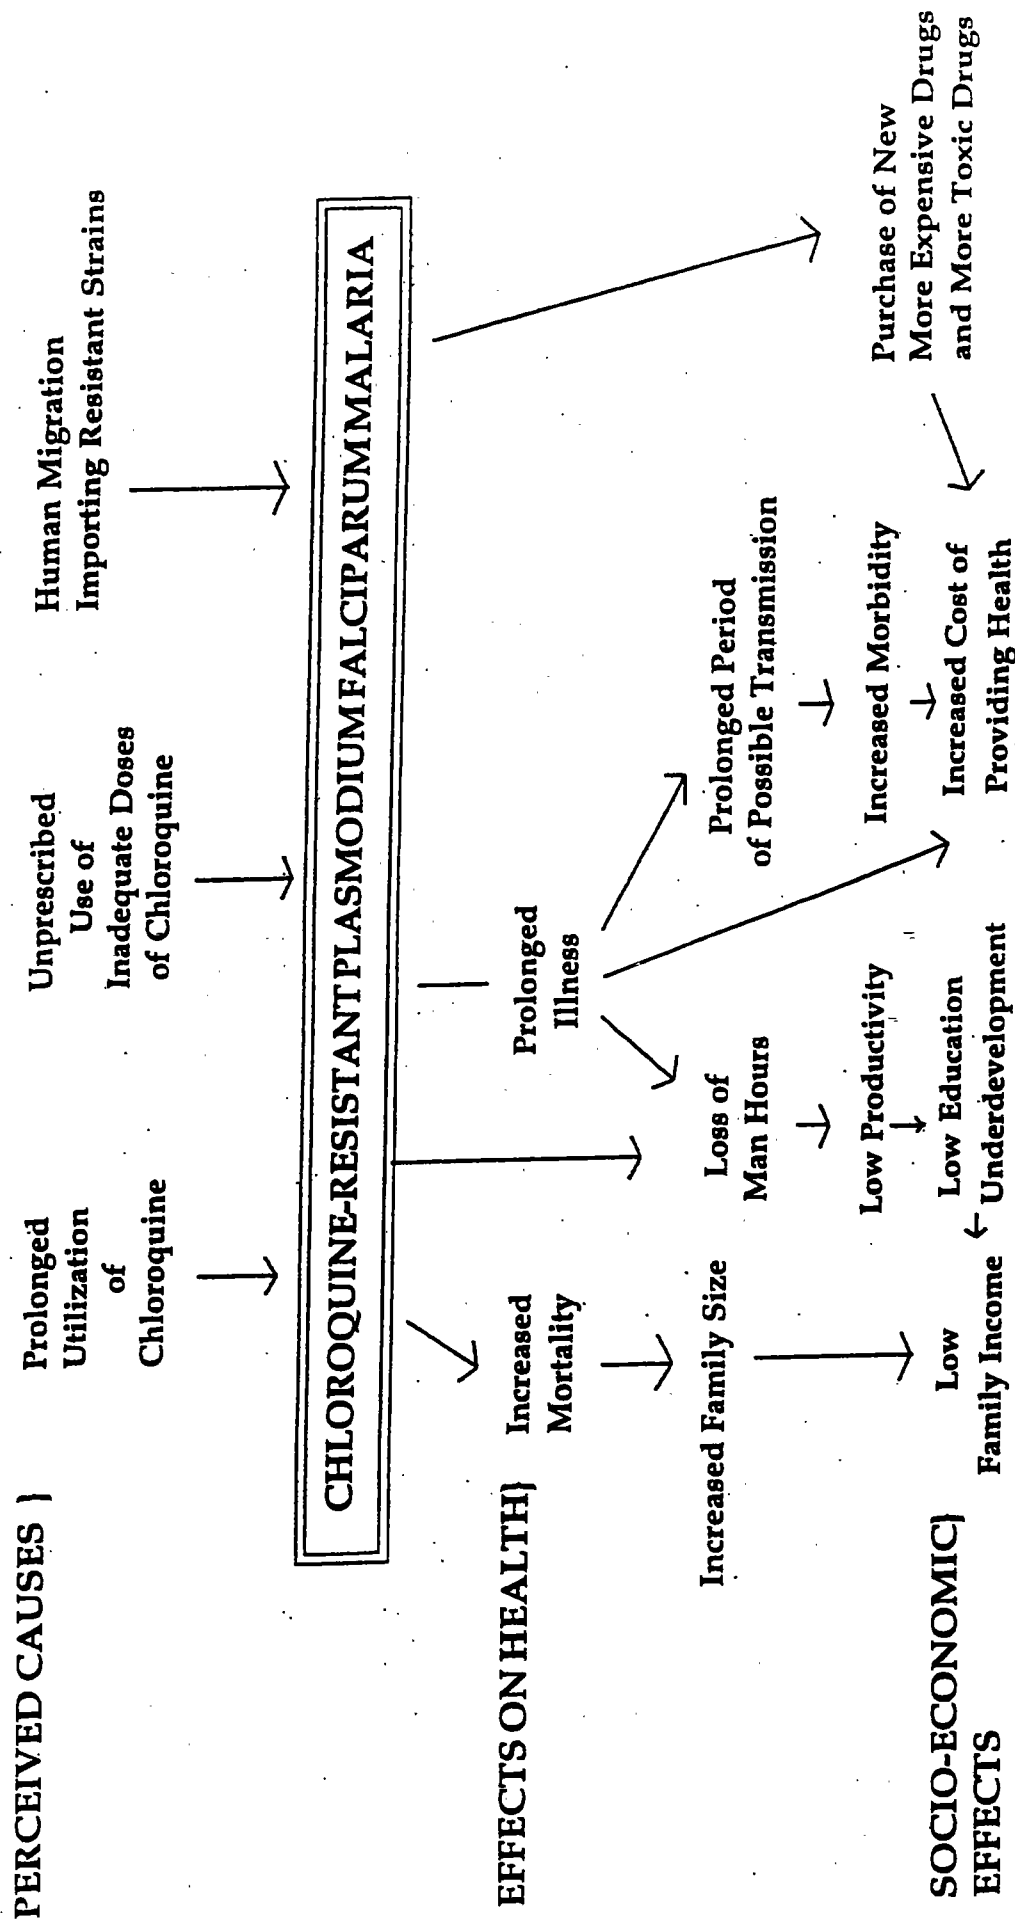 PERCEIVED CAUSES }
Prolonged
Utilization
of
Chloroquine
Unprescribed
Use of
Inadequate Doses
of Chloroquine
Human Migration
Importing Resistant Strains
CHLOROQUINE-RESISTANT PLASMODIUM FALCIPARUM MALARIA
EFFECTS ON HEALTH}
Increased
Mortality
Prolonged
Illness
Increased Family Size
Loss of
Man Hours
Prolonged Period
of Possible Transmission
SOCIO-ECONOMIC}
EFFECTS
Low
Family Income
Low Productivity
Low Education
Underdevelopment
Increased Morbidity
Increased Cost of
Providing Health
Purchase of New
More Expensive Drugs
and More Toxic Drugs